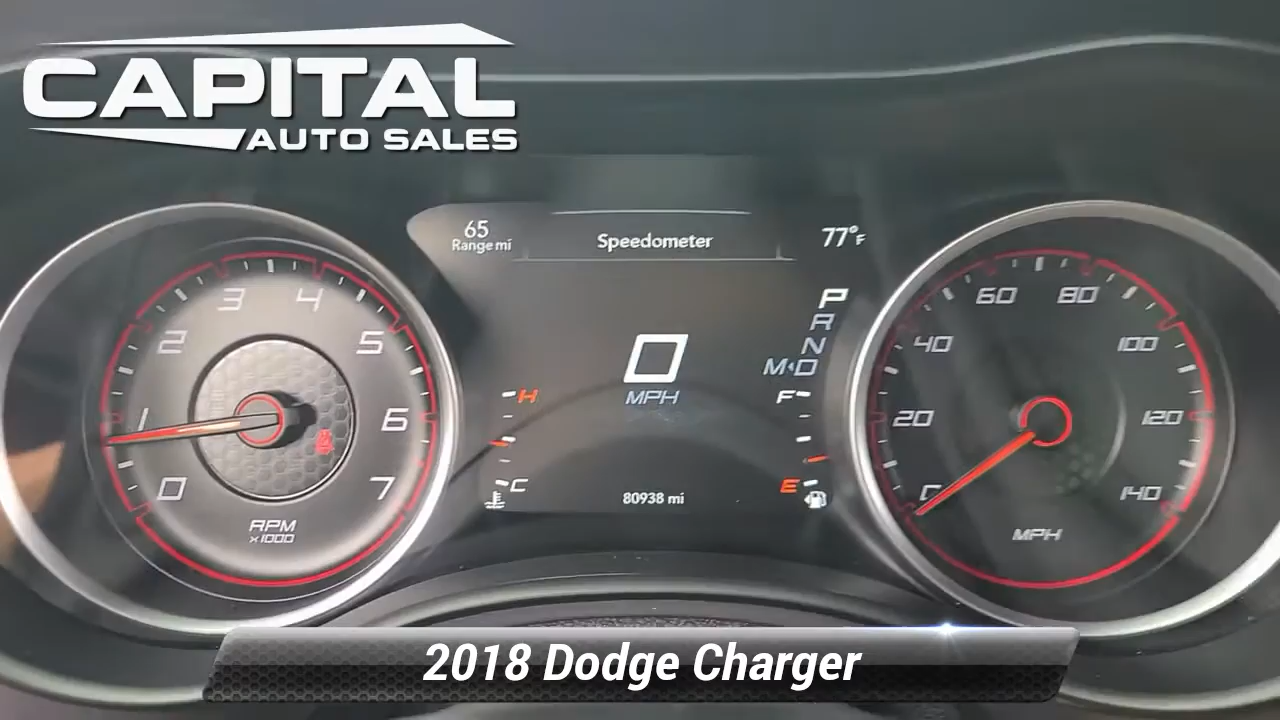 CAPITAL
AUTO SALES
65
Range mi
Speedometer
77°F
P
R
N
M D
0
MPH
H
C
F
E
80938 mi
0
1
2
3
4
5
6
7
RPM
x1000
20
40
60
80
100
120
140
MPH
2018 Dodge Charger